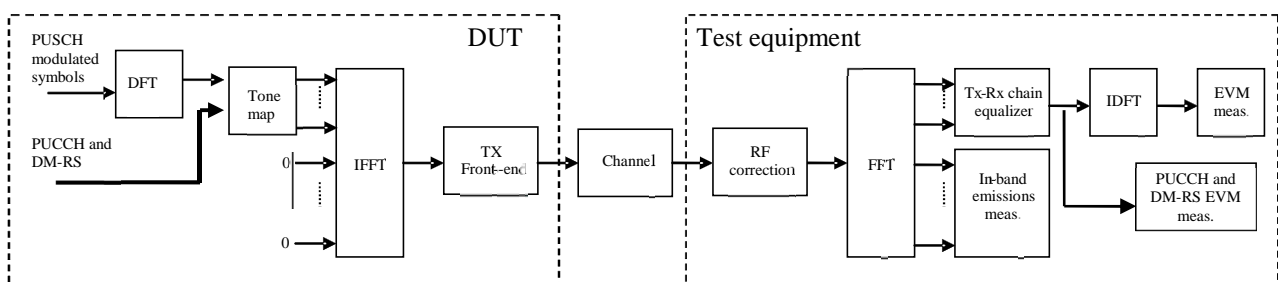 DUT
Test equipment
PUSCH
modulated
symbols
DFT
Tone
map
PUCCH and
DM-RS
0
0
IFFT
TX
Front-end
Channel
RF
correction
FFT
Tx-Rx chain
equalizer
In-band
emissions
meas.
IDFT
EVM
meas.
PUCCH and
DM-RS EVM
meas.